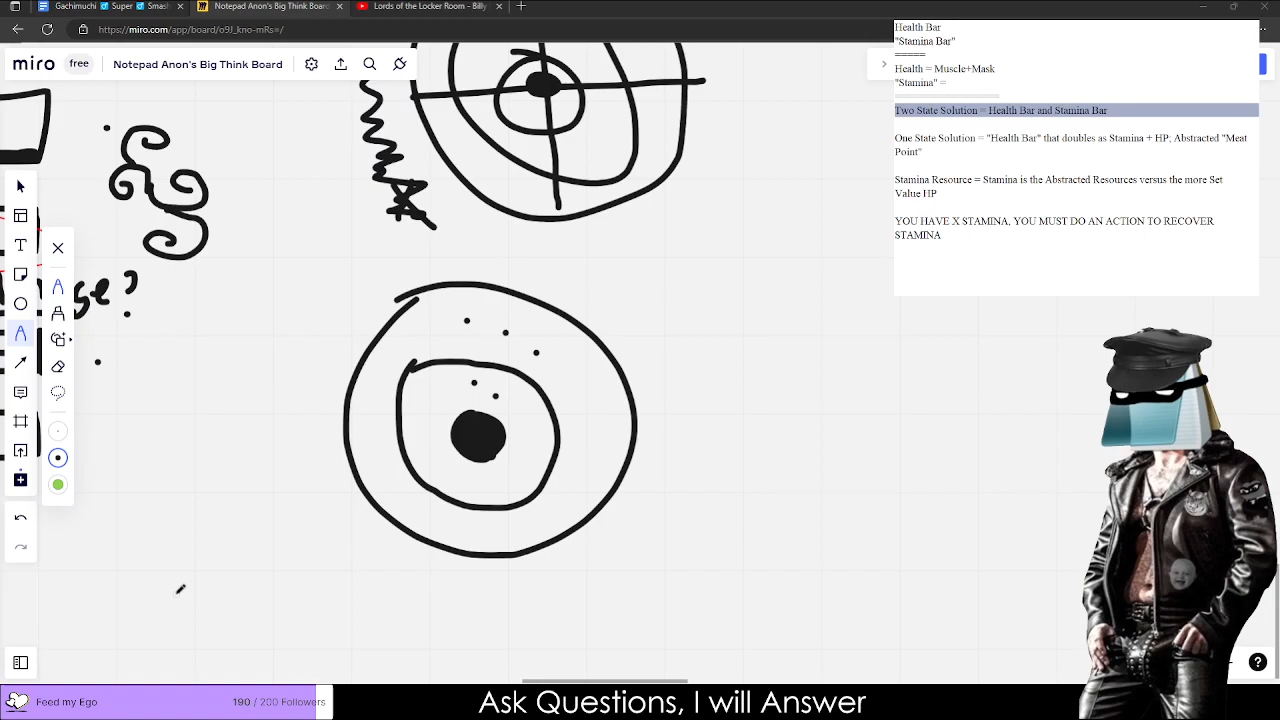 Gchimuchi
Super Smash
Notepad Anon's Big Think Board
Lords of the Locker Room - Billy
https://miro.com/app/board/o9J_kno-mRs=/
miro
free
Notepad Anon's Big Think Board
Health Bar
"Stamina Bar"
=====
Health = Muscle+Mask
"Stamina" =
Two State Solution = Health Bar and Stamina Bar
One State Solution = "Health Bar" that doubles as Stamina + HP; Abstracted "Meat
Point"
Stamina Resource = Stamina is the Abstracted Resources versus the more Set
Value HP
YOU HAVE X STAMINA, YOU MUST DO AN ACTION TO RECOVER
STAMINA
Feed my Ego
190 / 200 Followers
Ask Questions, I will Answer